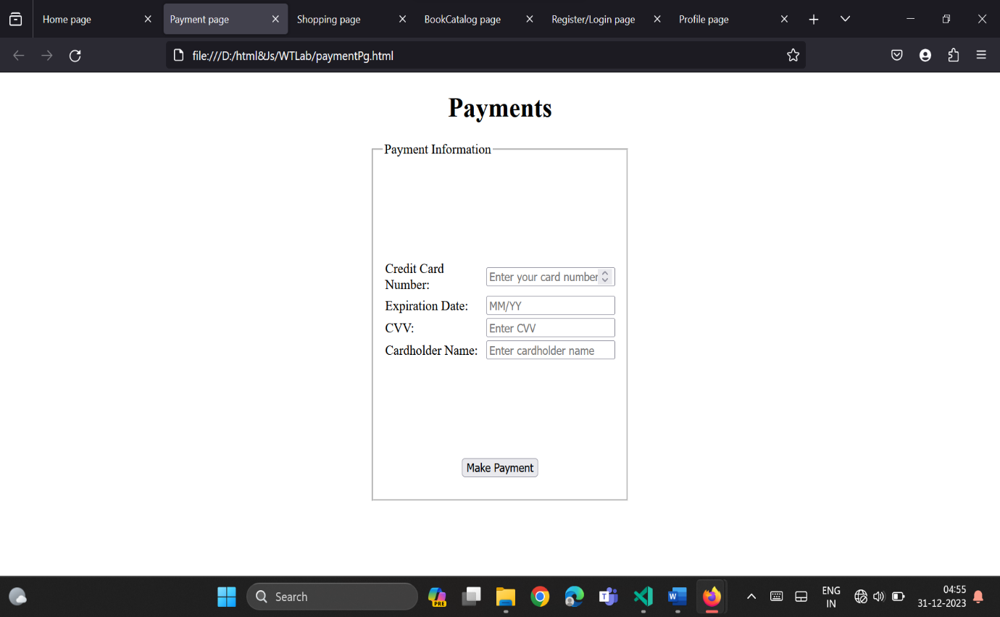 Home page
Payment page
Shopping page
BookCatalog page
Register/Login page
Profile page
file:///D:/html&Js/WTLab/paymentPg.html
Payments
Payment Information
Credit Card
Number:
Enter your card number
Expiration Date:
MM/YY
CVV:
Enter CVV
Cardholder Name:
Enter cardholder name
Make Payment
Search
PRE
T
W
ENG
IN
04:55
31-12-2023